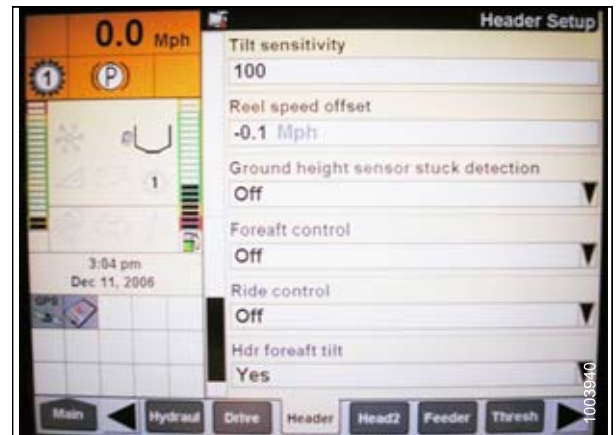 0.0 Mph
Header Setup
1 (P)
Tilt sensitivity
100
Reel speed offset
-0.1 Mph
Ground height sensor stuck detection
Off
1
Foreaft control
Off
3:04 pm
Dec 11, 2006
Ride control
Off
GPS
Hdr foreaft tilt
Yes
Main
Hydraul
Drive
Header
Head2
Feeder
Thresh
1003940